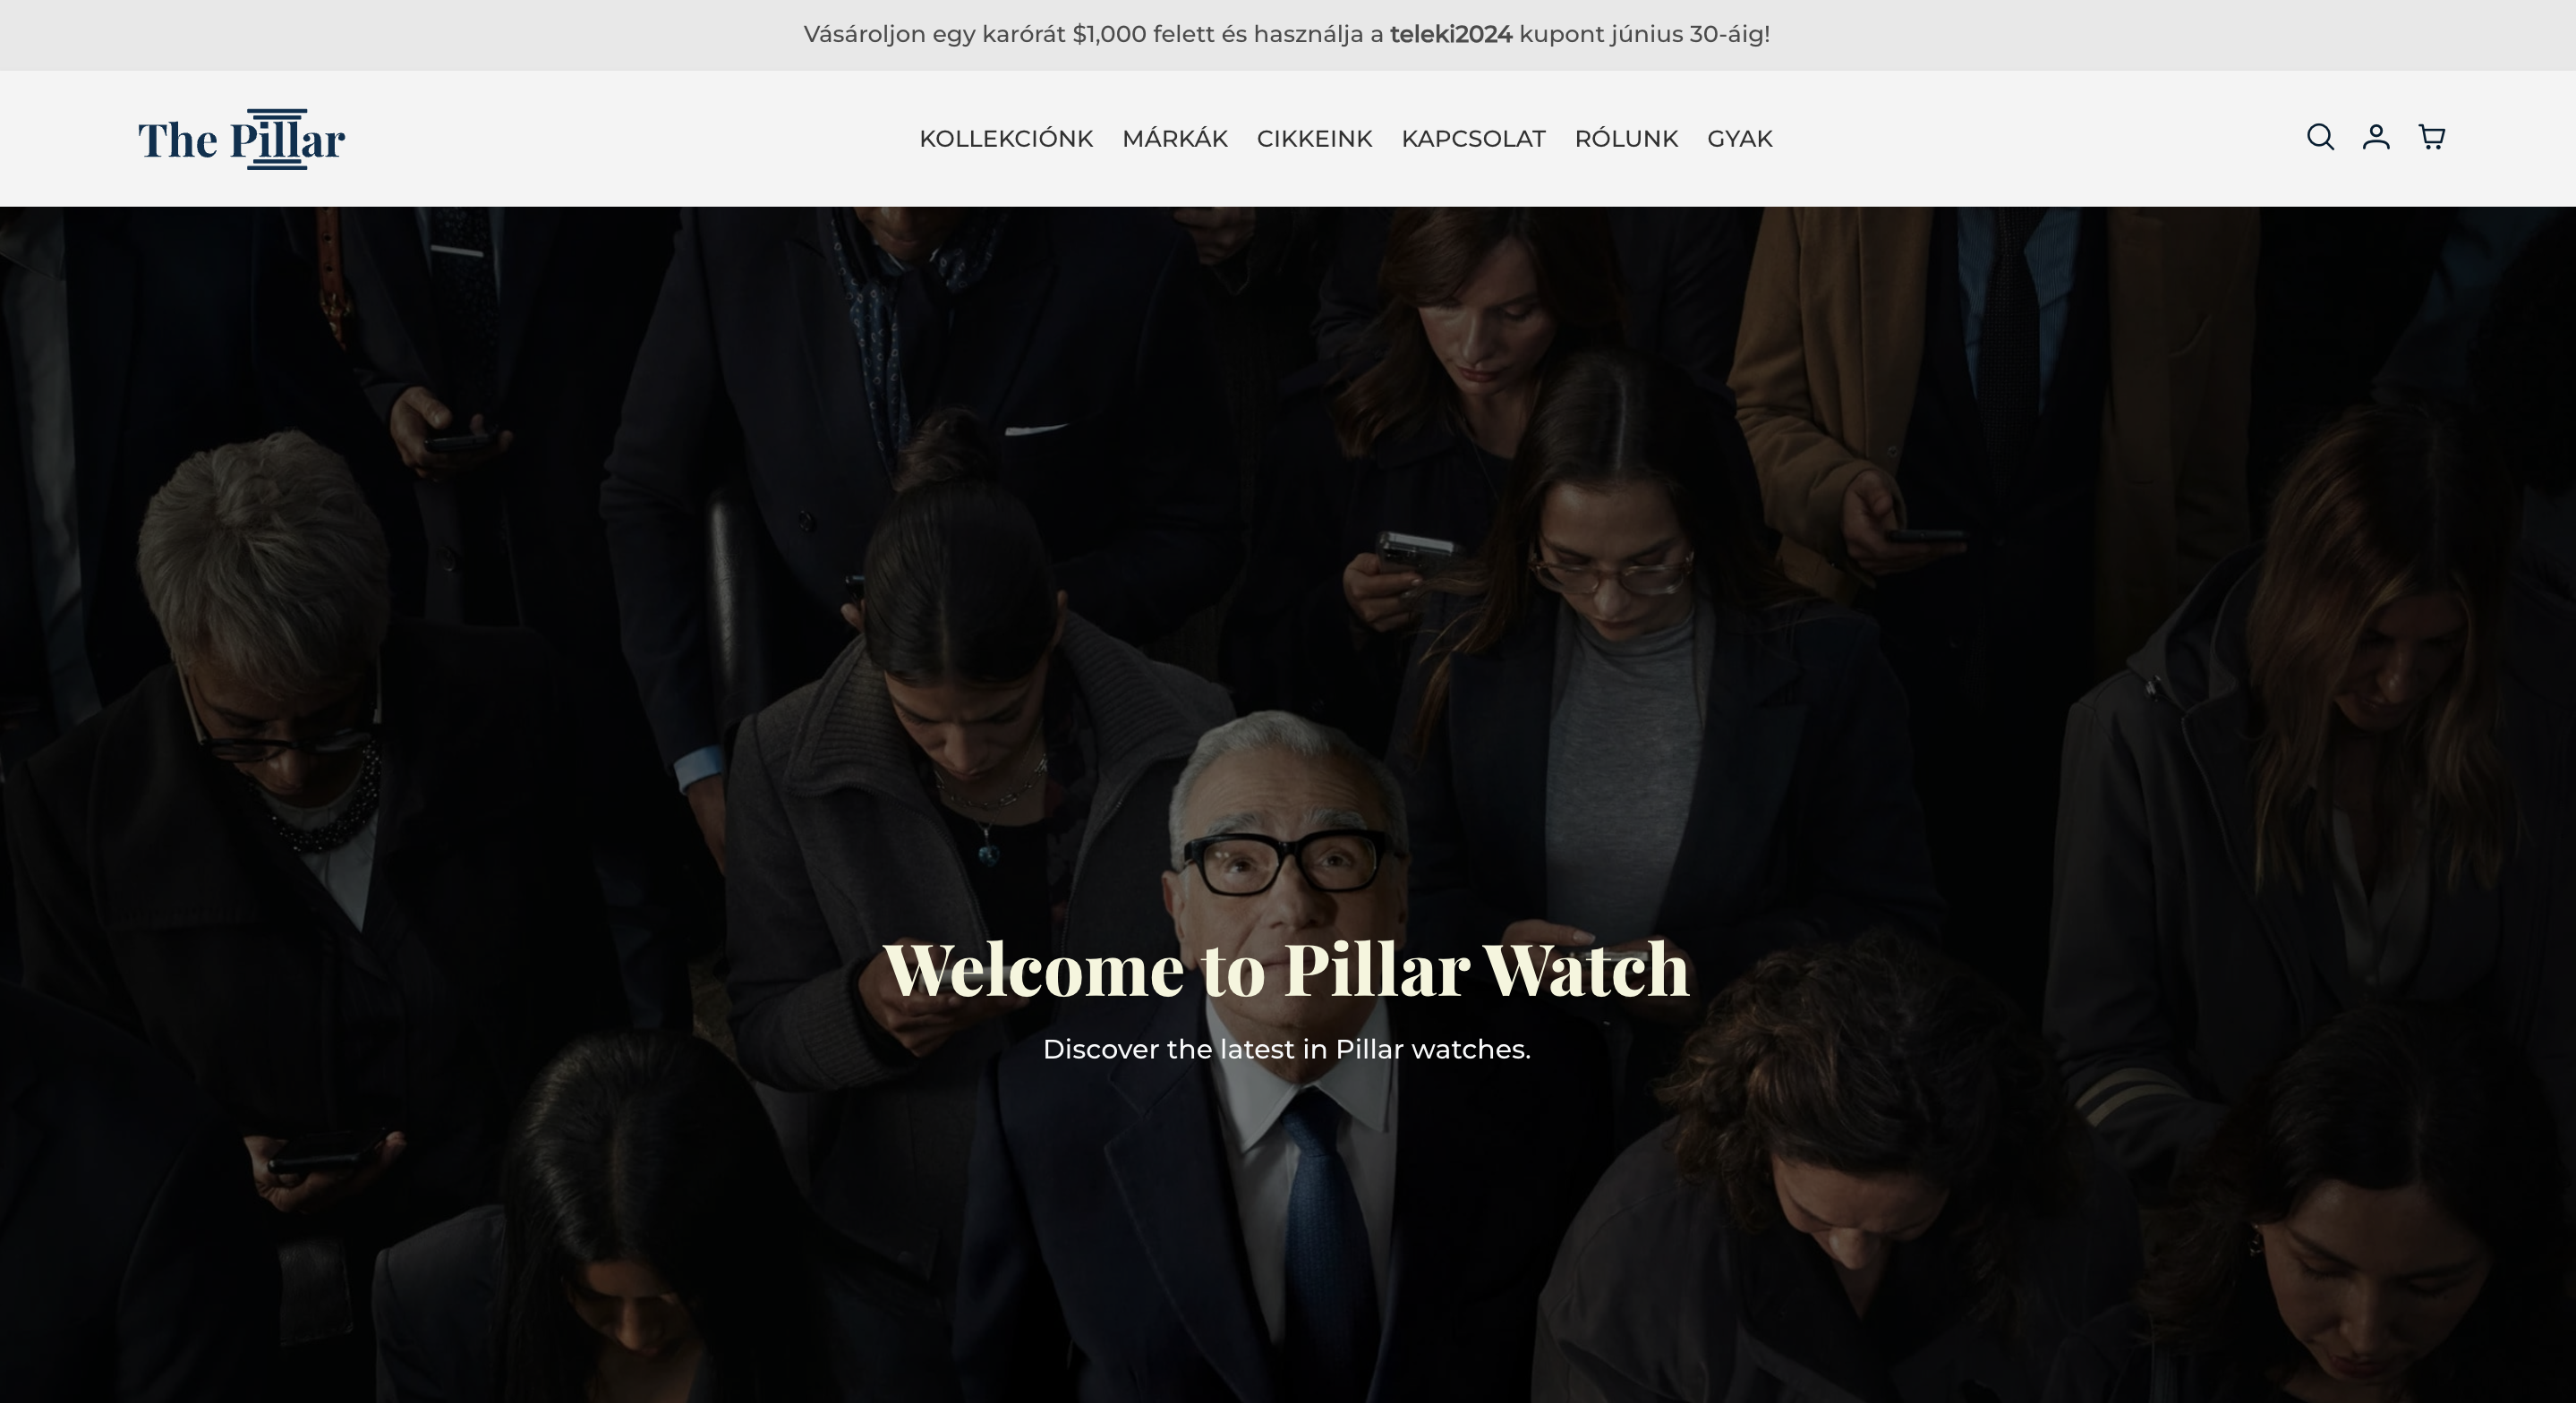 Vásároljon egy karórát $1,000 felett és használja a teleki2024 kupont június 30-áig!
The Pillar
KOLLEKCIÓNK MÁRKÁK CIKKEINK KAPCSOLAT RÓLUNK GYAK
Welcome to Pillar Watch
Discover the latest in Pillar watches.